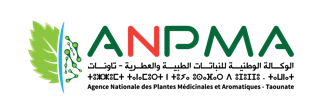 ANPMA
الوكالة الوطنية للنباتات الطبية والعطرية - تاونات
Agence Nationale des Plantes Médicinales et Aromatiques - Taounate